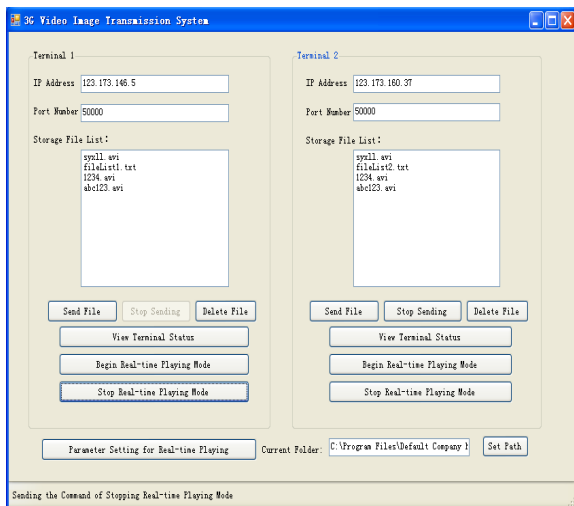 3G Video Image Transmission System
Terminal 1
IP Address 123.173.146.5
Port Number 50000
Storage File List:
syxll.avi
fileList1.txt
1234.avi
abc123.avi
Send File Stop Sending Delete File
View Terminal Status
Begin Real-time Playing Mode
Stop Real-time Playing Mode
Terminal 2
IP Address 123.173.160.37
Port Number 50000
Storage File List:
syxll.avi
fileList2.txt
1234.avi
abc123.avi
Send File Stop Sending Delete File
View Terminal Status
Begin Real-time Playing Mode
Stop Real-time Playing Mode
Parameter Setting for Real-time Playing Current Folder: C:\Program Files\Default Company Set Path
Sending the Command of Stopping Real-time Playing Mode